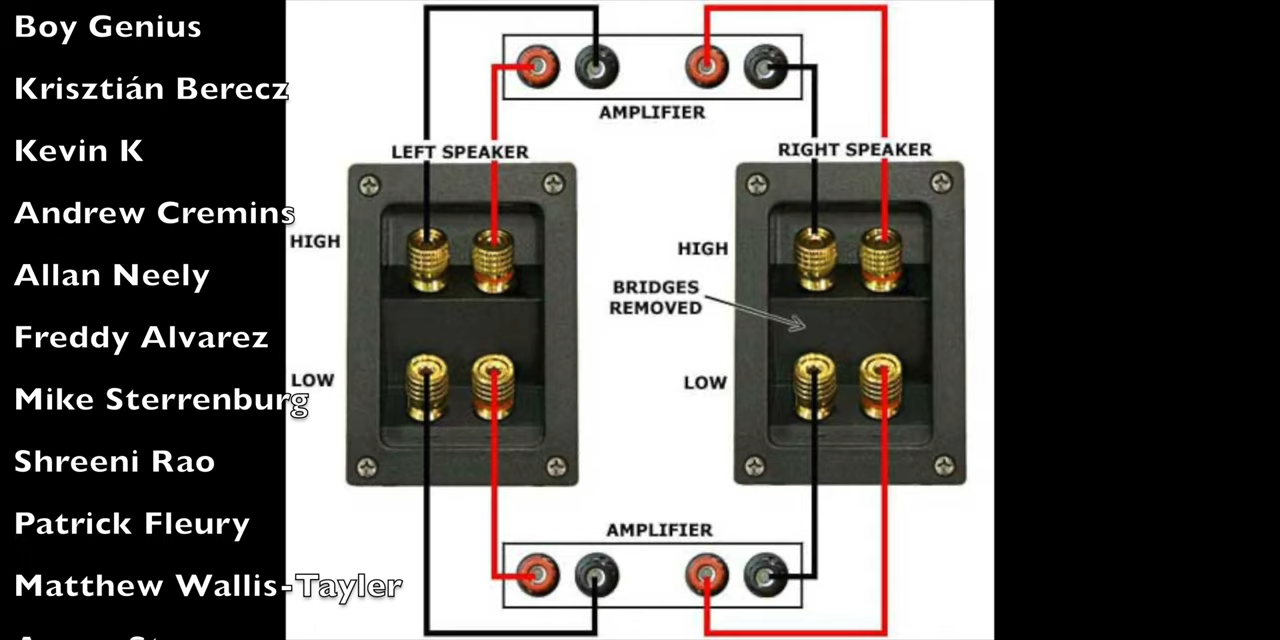 Boy Genius
Krisztián Berecz
Kevin K
Andrew Cremins
Allan Neely
Freddy Alvarez
Mike Sterrenburg
Shreeni Rao
Patrick Fleury
Matthew Wallis-Tayler
AMPLIFIER
LEFT SPEAKER
RIGHT SPEAKER
HIGH
HIGH
BRIDGES
REMOVED
LOW
LOW
AMPLIFIER